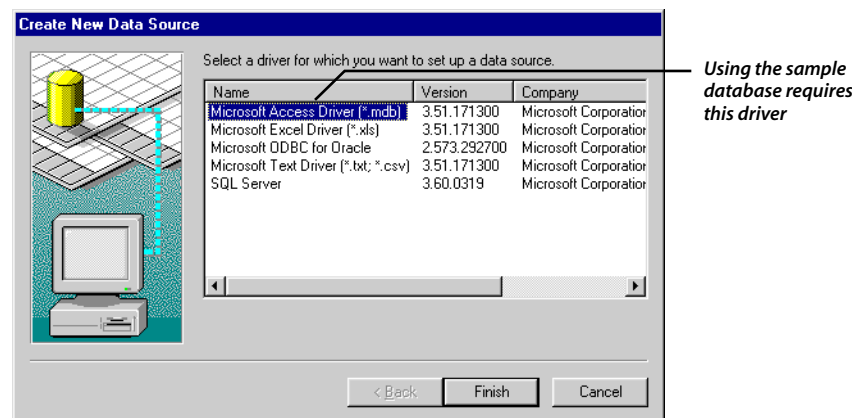 Create New Data Source
Select a driver for which you want to set up a data source.
Name Version Company
Microsoft Access Driver (*.mdb) 3.51.171300 Microsoft Corporation
Microsoft Excel Driver (*.xls) 3.51.171300 Microsoft Corporation
Microsoft ODBC for Oracle 2.573.292700 Microsoft Corporation
Microsoft Text Driver (*.txt; *.csv) 3.51.171300 Microsoft Corporation
SQL Server 3.60.0319 Microsoft Corporation
Using the sample
database requires
this driver
< Back Finish Cancel